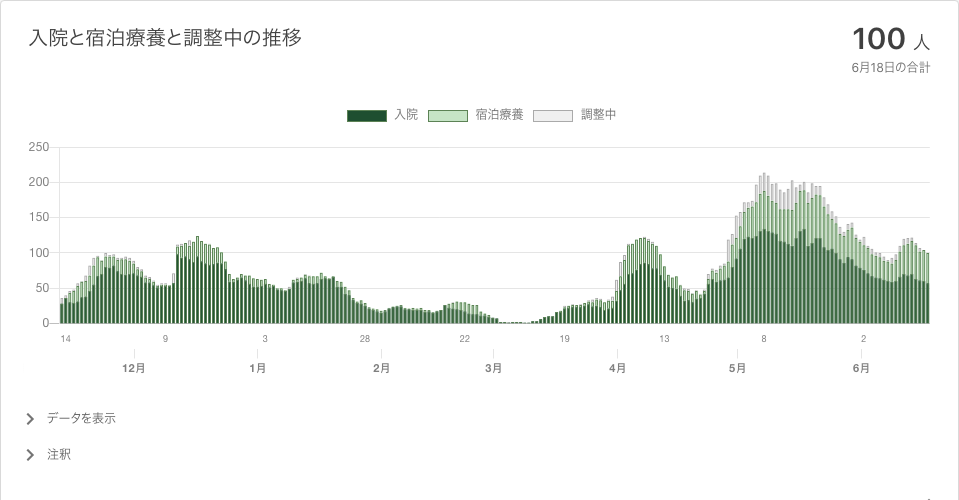 入院と宿泊療養と調整中の推移
100 人
6月18日の合計
入院 宿泊療養 調整中
250
200
150
100
50
0
14 9 3 28 22 19 13 8 2
12月 1月 2月 3月 4月 5月 6月
データを表示
注釈